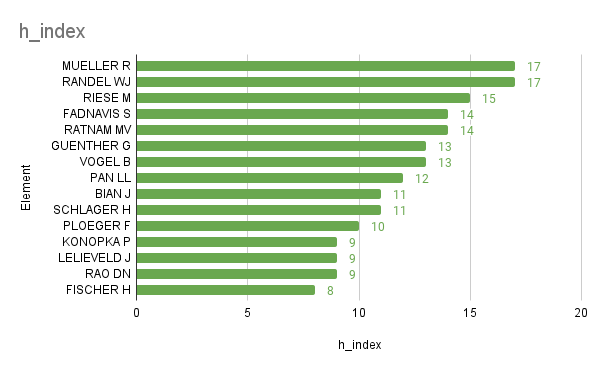 h_index
Element
MUELLER R 17
RANDEL WJ 17
RIESE M 15
FADNAVIS S 14
RATNAM MV 14
GUENTHER G 13
VOGEL B 13
PAN LL 12
BIAN J 11
SCHLAGER H 11
PLOEGER F 10
KONOPKA P 9
LELIEVELD J 9
RAO DN 9
FISCHER H 8
0 5 10 15 20
h_index